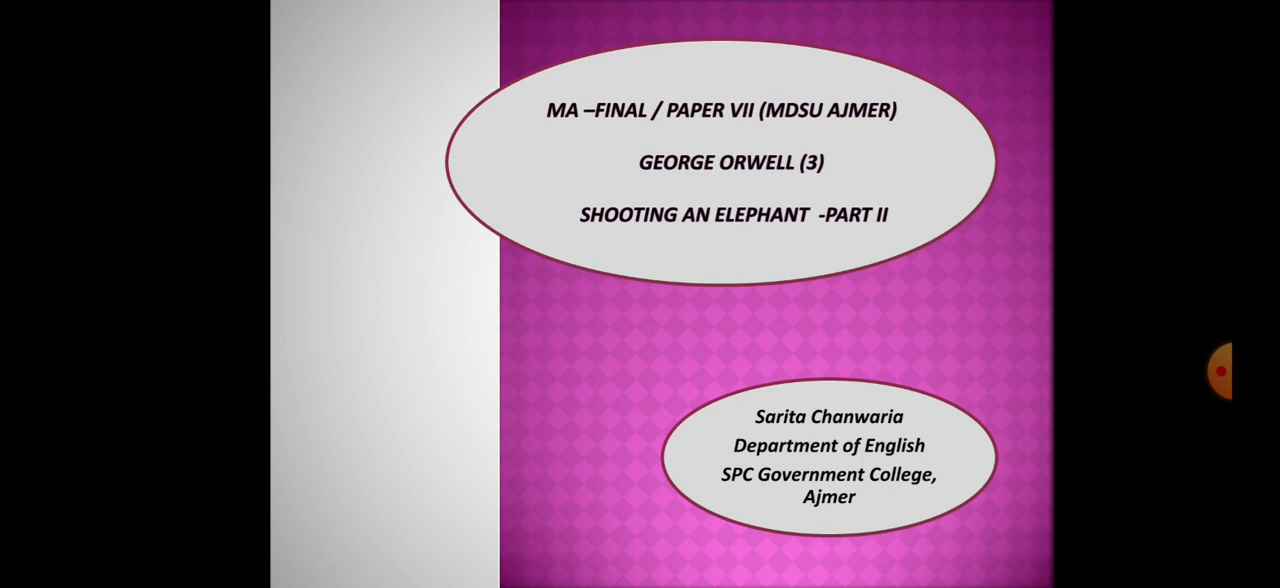 MA –FINAL / PAPER VII (MDSU AJMER)
GEORGE ORWELL (3)
SHOOTING AN ELEPHANT  -PART II
Sarita Chanwaria
Department of English
SPC Government College,
Ajmer